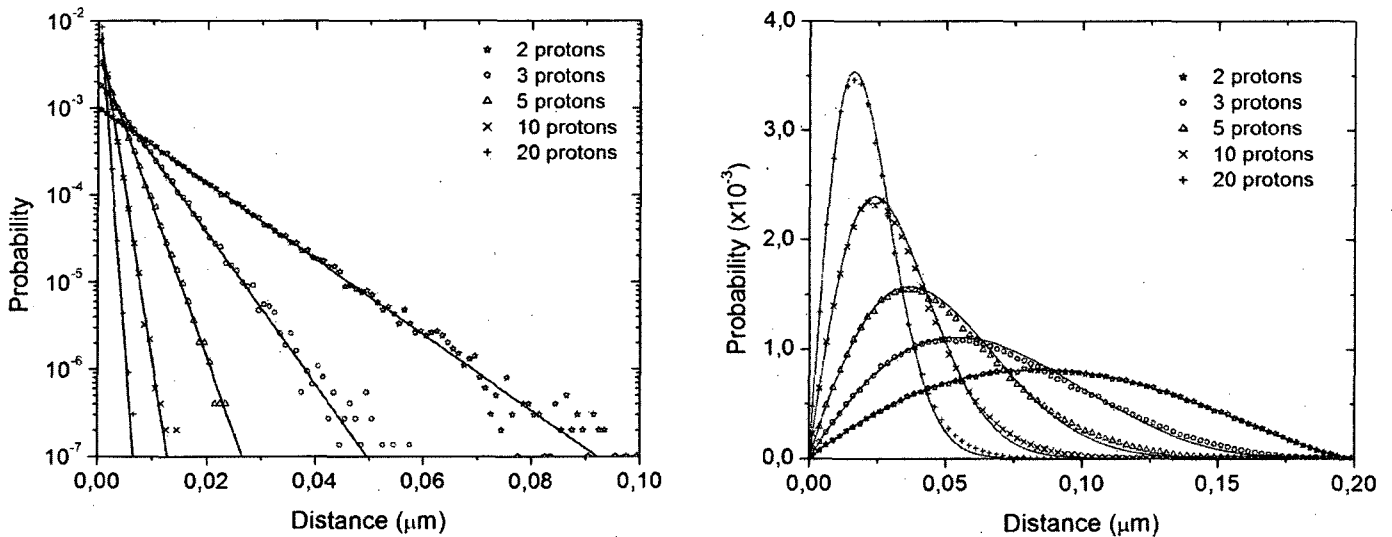 10⁻²
10⁻³
10⁻⁴
10⁻⁵
10⁻⁶
10⁻⁷
Probability
0,00 0,02 0,04 0,06 0,08 0,10
Distance (μm)
2 protons
3 protons
5 protons
10 protons
20 protons
4,0
3,0
2,0
1,0
0,0
Probability (x10⁻³)
0,00 0,05 0,10 0,15 0,20
Distance (μm)
2 protons
3 protons
5 protons
10 protons
20 protons